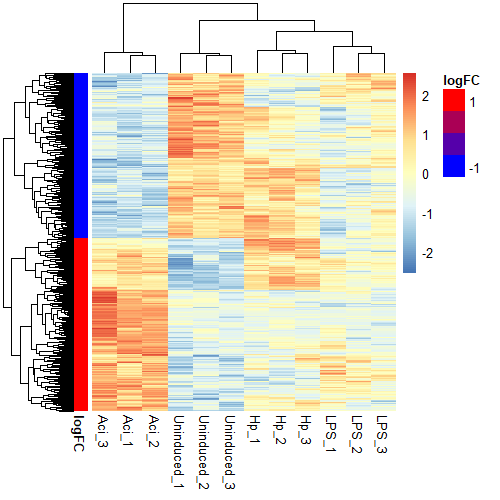 logFC
1
-1
2
1
0
-1
-2
logFC
Aci_3
Aci_1
Aci_2
Uninduced_1
Uninduced_2
Uninduced_3
Hp_1
Hp_2
Hp_3
LPS_1
LPS_2
LPS_3